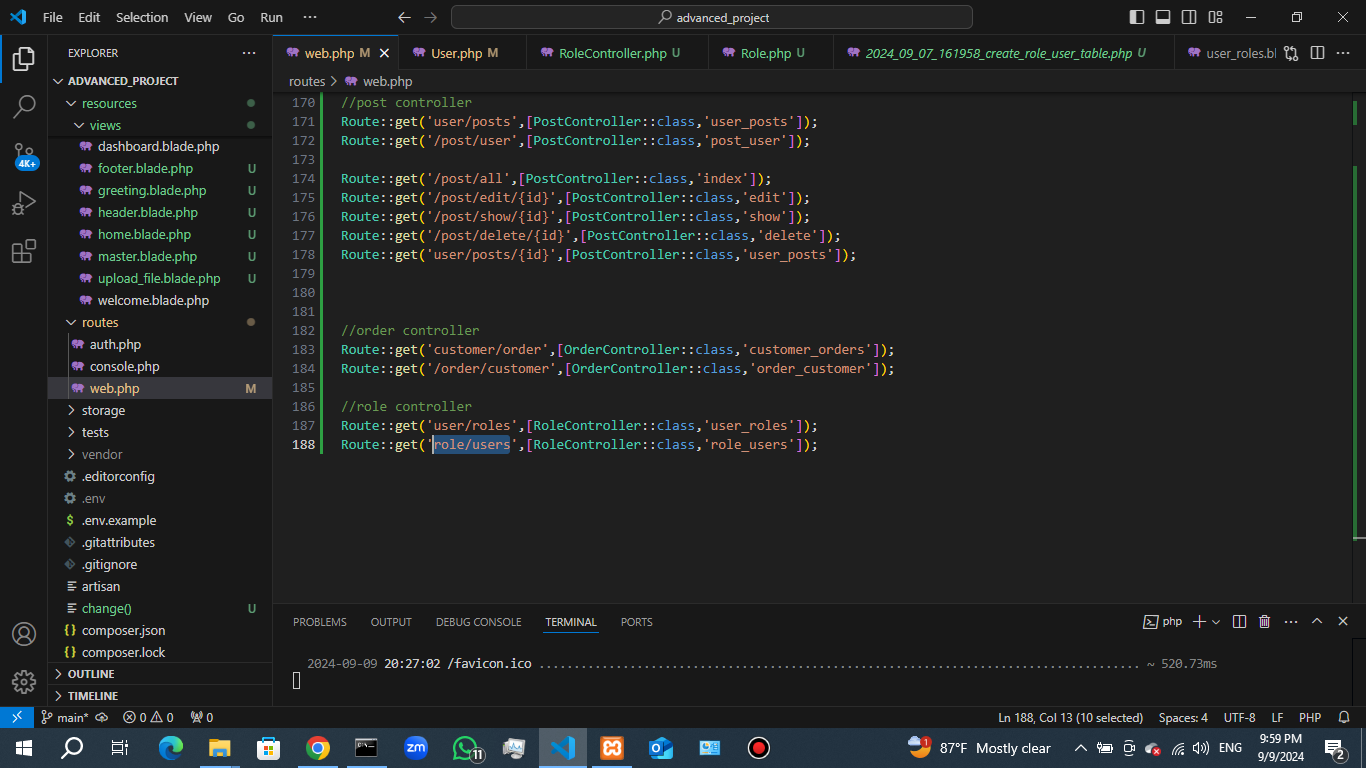 File Edit Selection View Go Run ··· advanced_project
EXPLORER ···
web.php M User.php M RoleController.php U Role.php U 2024_09_07_161958_create_role_user_table.php U user_roles.bl ···
ADVANCED_PROJECT
resources
views
dashboard.blade.php
footer.blade.php U
greeting.blade.php U
header.blade.php U
home.blade.php U
master.blade.php U
upload_file.blade.php U
welcome.blade.php
routes
auth.php
console.php
web.php M
storage
tests
vendor
.editorconfig
.env
.env.example
.gitattributes
.gitignore
artisan
change() U
composer.json
composer.lock
OUTLINE
TIMELINE
4K+
routes > web.php
170 //post controller
171 Route::get('user/posts',[PostController::class,'user_posts']);
172 Route::get('/post/user',[PostController::class,'post_user']);
173
174 Route::get('/post/all',[PostController::class,'index']);
175 Route::get('/post/edit/{id}',[PostController::class,'edit']);
176 Route::get('/post/show/{id}',[PostController::class,'show']);
177 Route::get('/post/delete/{id}',[PostController::class,'delete']);
178 Route::get('user/posts/{id}',[PostController::class,'user_posts']);
179
180
181
182 //order controller
183 Route::get('customer/order',[OrderController::class,'customer_orders']);
184 Route::get('/order/customer',[OrderController::class,'order_customer']);
185
186 //role controller
187 Route::get('user/roles',[RoleController::class,'user_roles']);
188 Route::get('role/users',[RoleController::class,'role_users']);
PROBLEMS OUTPUT DEBUG CONSOLE TERMINAL PORTS php ···
2024-09-09 20:27:02 /favicon.ico ............................................................................... ~ 520.73ms
main* 0 0 0 Ln 188, Col 13 (10 selected) Spaces: 4 UTF-8 LF PHP
zm 11 1 87°F Mostly clear ENG 9:59 PM
9/9/2024 2